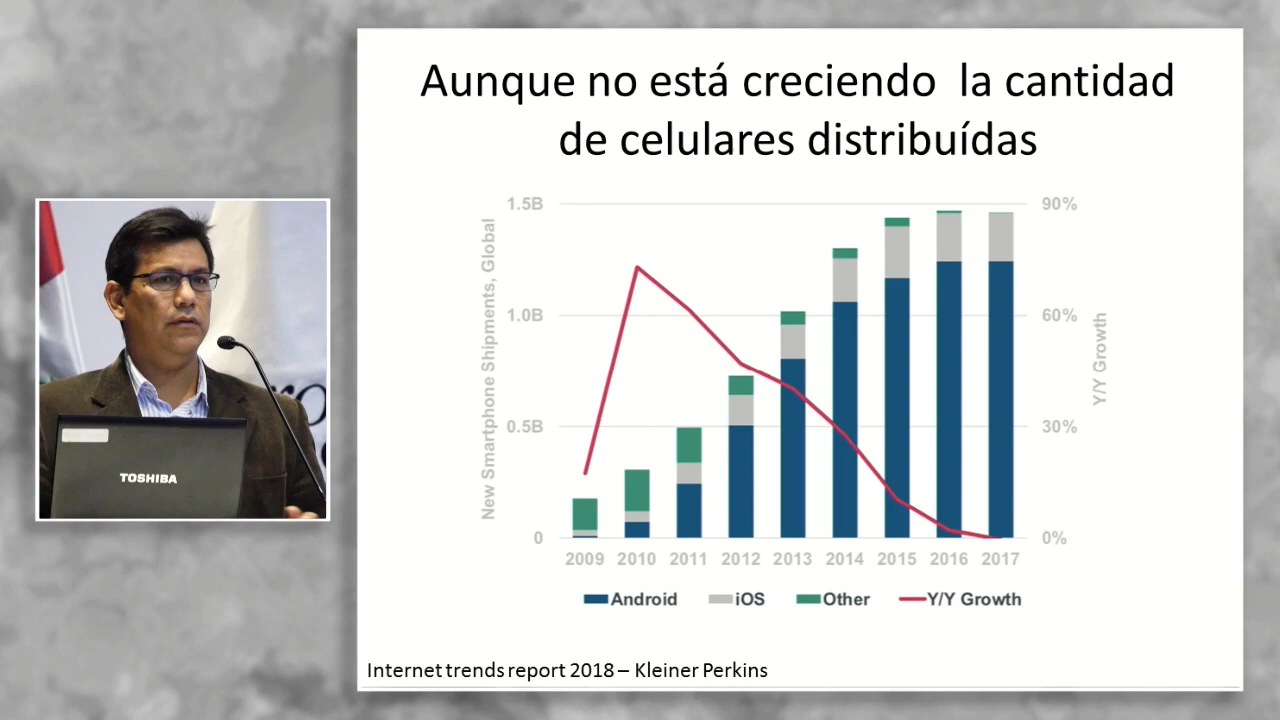 Aunque no está creciendo la cantidad
de celulares distribuídas
1.5B
1.0B
0.5B
0
New Smartphone Shipments, Global
90%
60%
30%
0%
Y/Y Growth
2009 2010 2011 2012 2013 2014 2015 2016 2017
Android iOS Other Y/Y Growth
Internet trends report 2018 – Kleiner Perkins
TOSHIBA